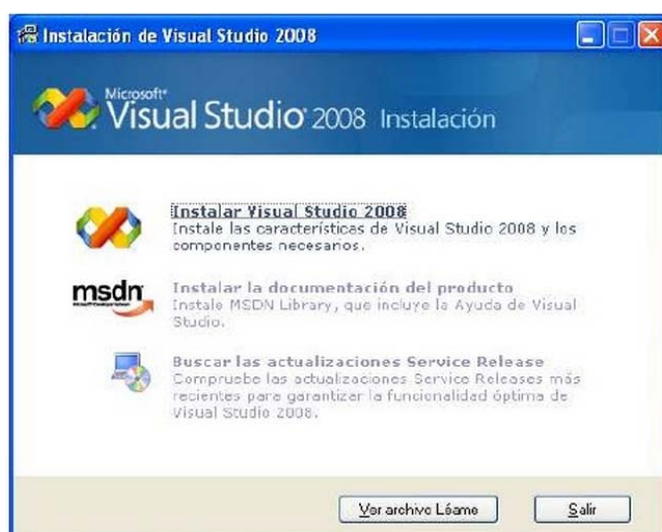 Instalación de Visual Studio 2008
Microsoft®
Visual Studio® 2008 Instalación
Instalar Visual Studio 2008
Instale las características de Visual Studio 2008 y los
componentes necesarios.
msdn
Instalar la documentación del producto
Instale MSDN Library, que incluye la Ayuda de Visual
Studio.
Buscar las actualizaciones Service Release
Compruebe las actualizaciones Service Releases más
recientes para garantizar la funcionalidad óptima de
Visual Studio 2008.
Ver archivo Léame
Salir